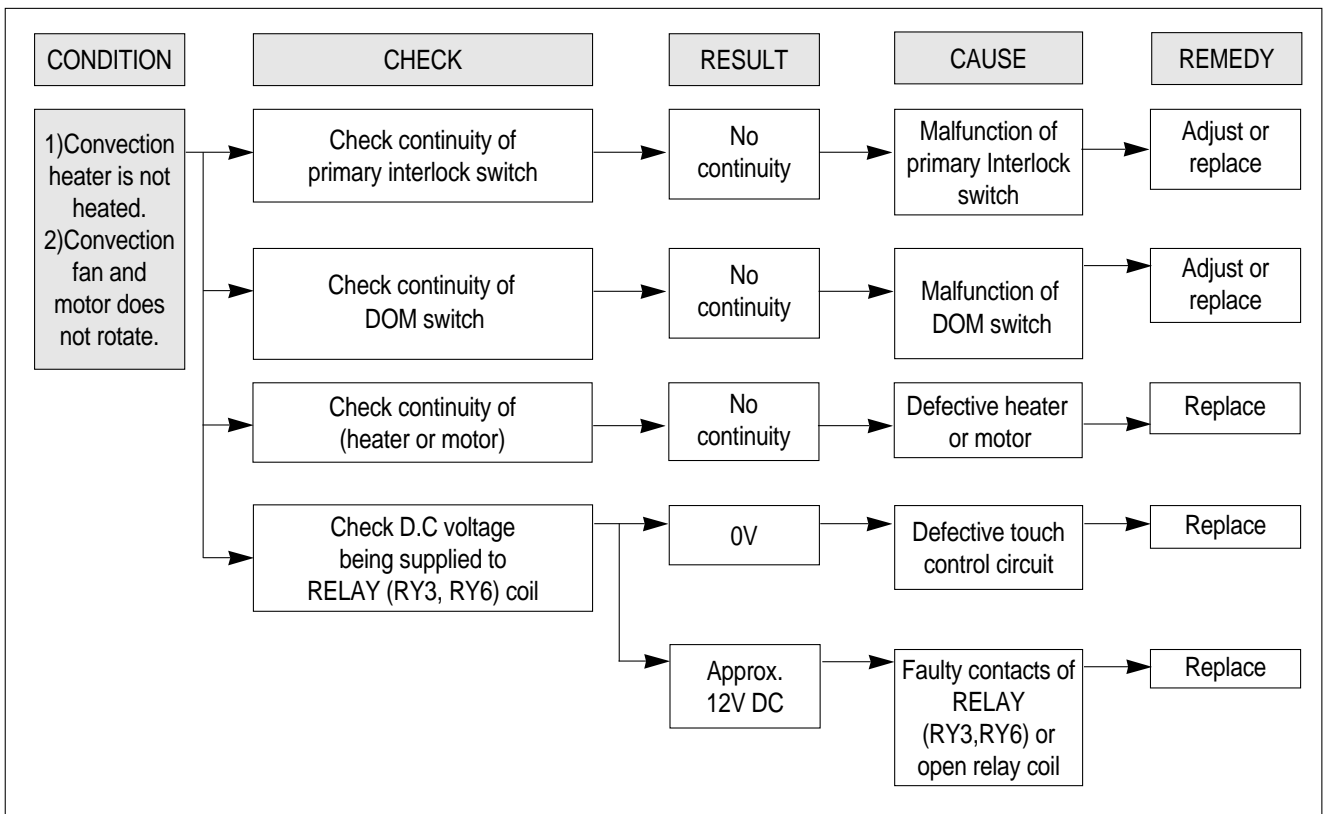 CONDITION
CHECK
RESULT
CAUSE
REMEDY
1)Convection
heater is not
heated.
2)Convection
fan and
motor does
not rotate.
Check continuity of
primary interlock switch
No
continuity
Malfunction of
primary Interlock
switch
Adjust or
replace
Check continuity of
DOM switch
No
continuity
Malfunction of
DOM switch
Adjust or
replace
Check continuity of
(heater or motor)
No
continuity
Defective heater
or motor
Replace
Check D.C voltage
being supplied to
RELAY (RY3, RY6) coil
0V
Defective touch
control circuit
Replace
Approx.
12V DC
Faulty contacts of
RELAY
(RY3,RY6) or
open relay coil
Replace